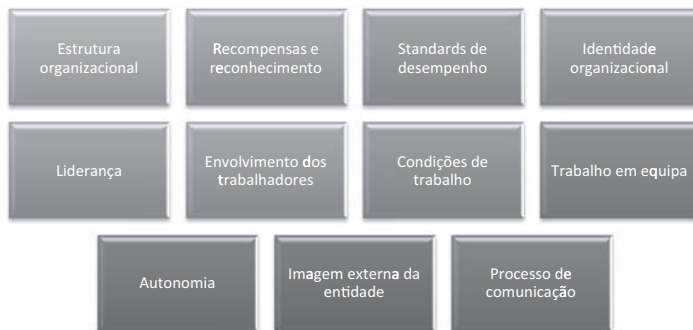 Estrutura
organizacional
Recompensas e
reconhecimento
Standards de
desempenho
Identidade
organizacional
Liderança
Envolvimento dos
trabalhadores
Condições de
trabalho
Trabalho em equipa
Autonomia
Imagem externa da
entidade
Processo de
comunicação